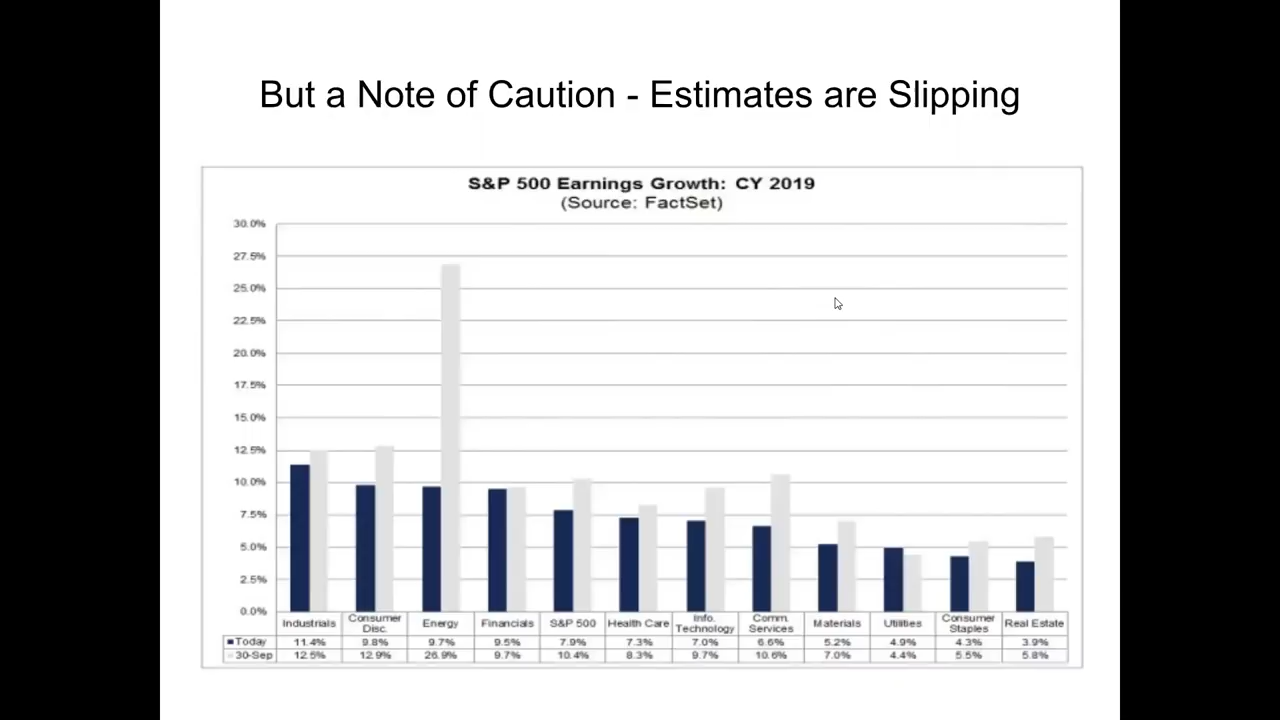 But a Note of Caution - Estimates are Slipping
S&P 500 Earnings Growth: CY 2019
(Source: FactSet)
30.0%
27.5%
25.0%
22.5%
20.0%
17.5%
15.0%
12.5%
10.0%
7.5%
5.0%
2.5%
0.0%
Industrials Consumer Disc. Energy Financials S&P 500 Health Care Info. Technology Comm. Services Materials Utilities Consumer Staples Real Estate
Today 11.4% 9.8% 9.7% 9.5% 7.9% 7.3% 7.0% 6.6% 5.2% 4.9% 4.3% 3.9%
30-Sep 12.5% 12.9% 26.9% 9.7% 10.4% 8.3% 9.7% 10.6% 7.0% 4.4% 5.5% 5.8%